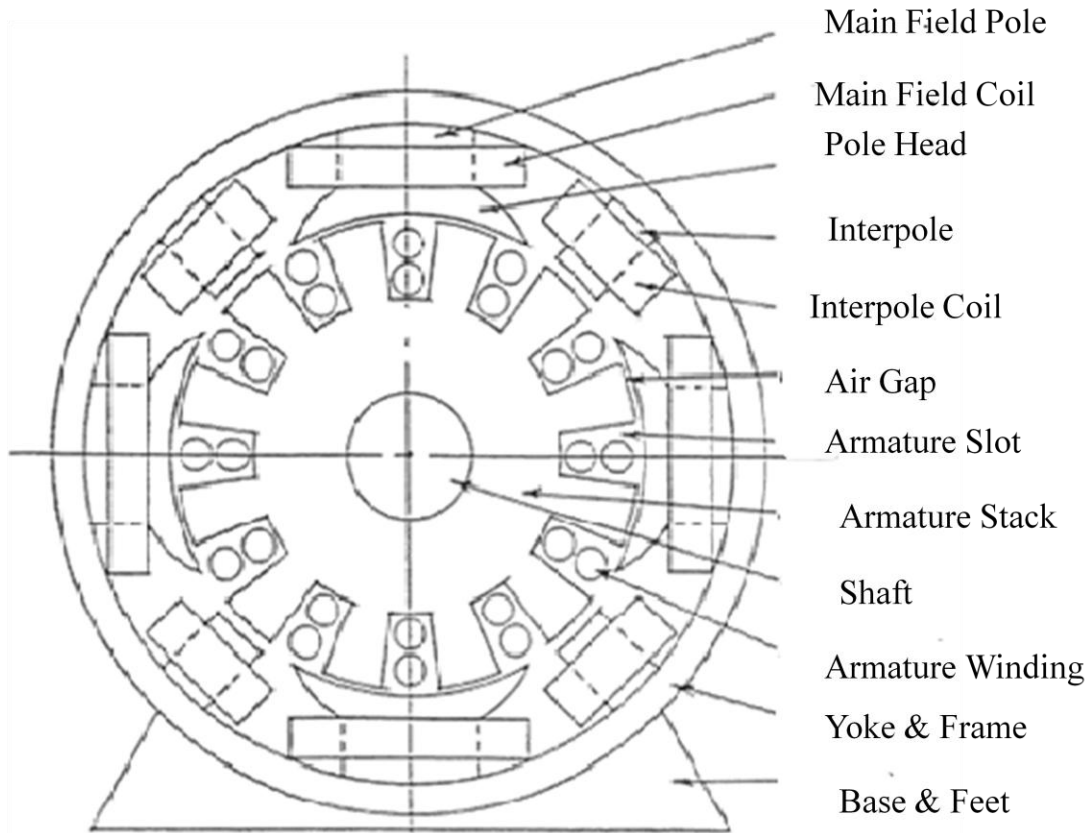 Main Field Pole
Main Field Coil
Pole Head
Interpole
Interpole Coil
Air Gap
Armature Slot
Armature Stack
Shaft
Armature Winding
Yoke & Frame
Base & Feet